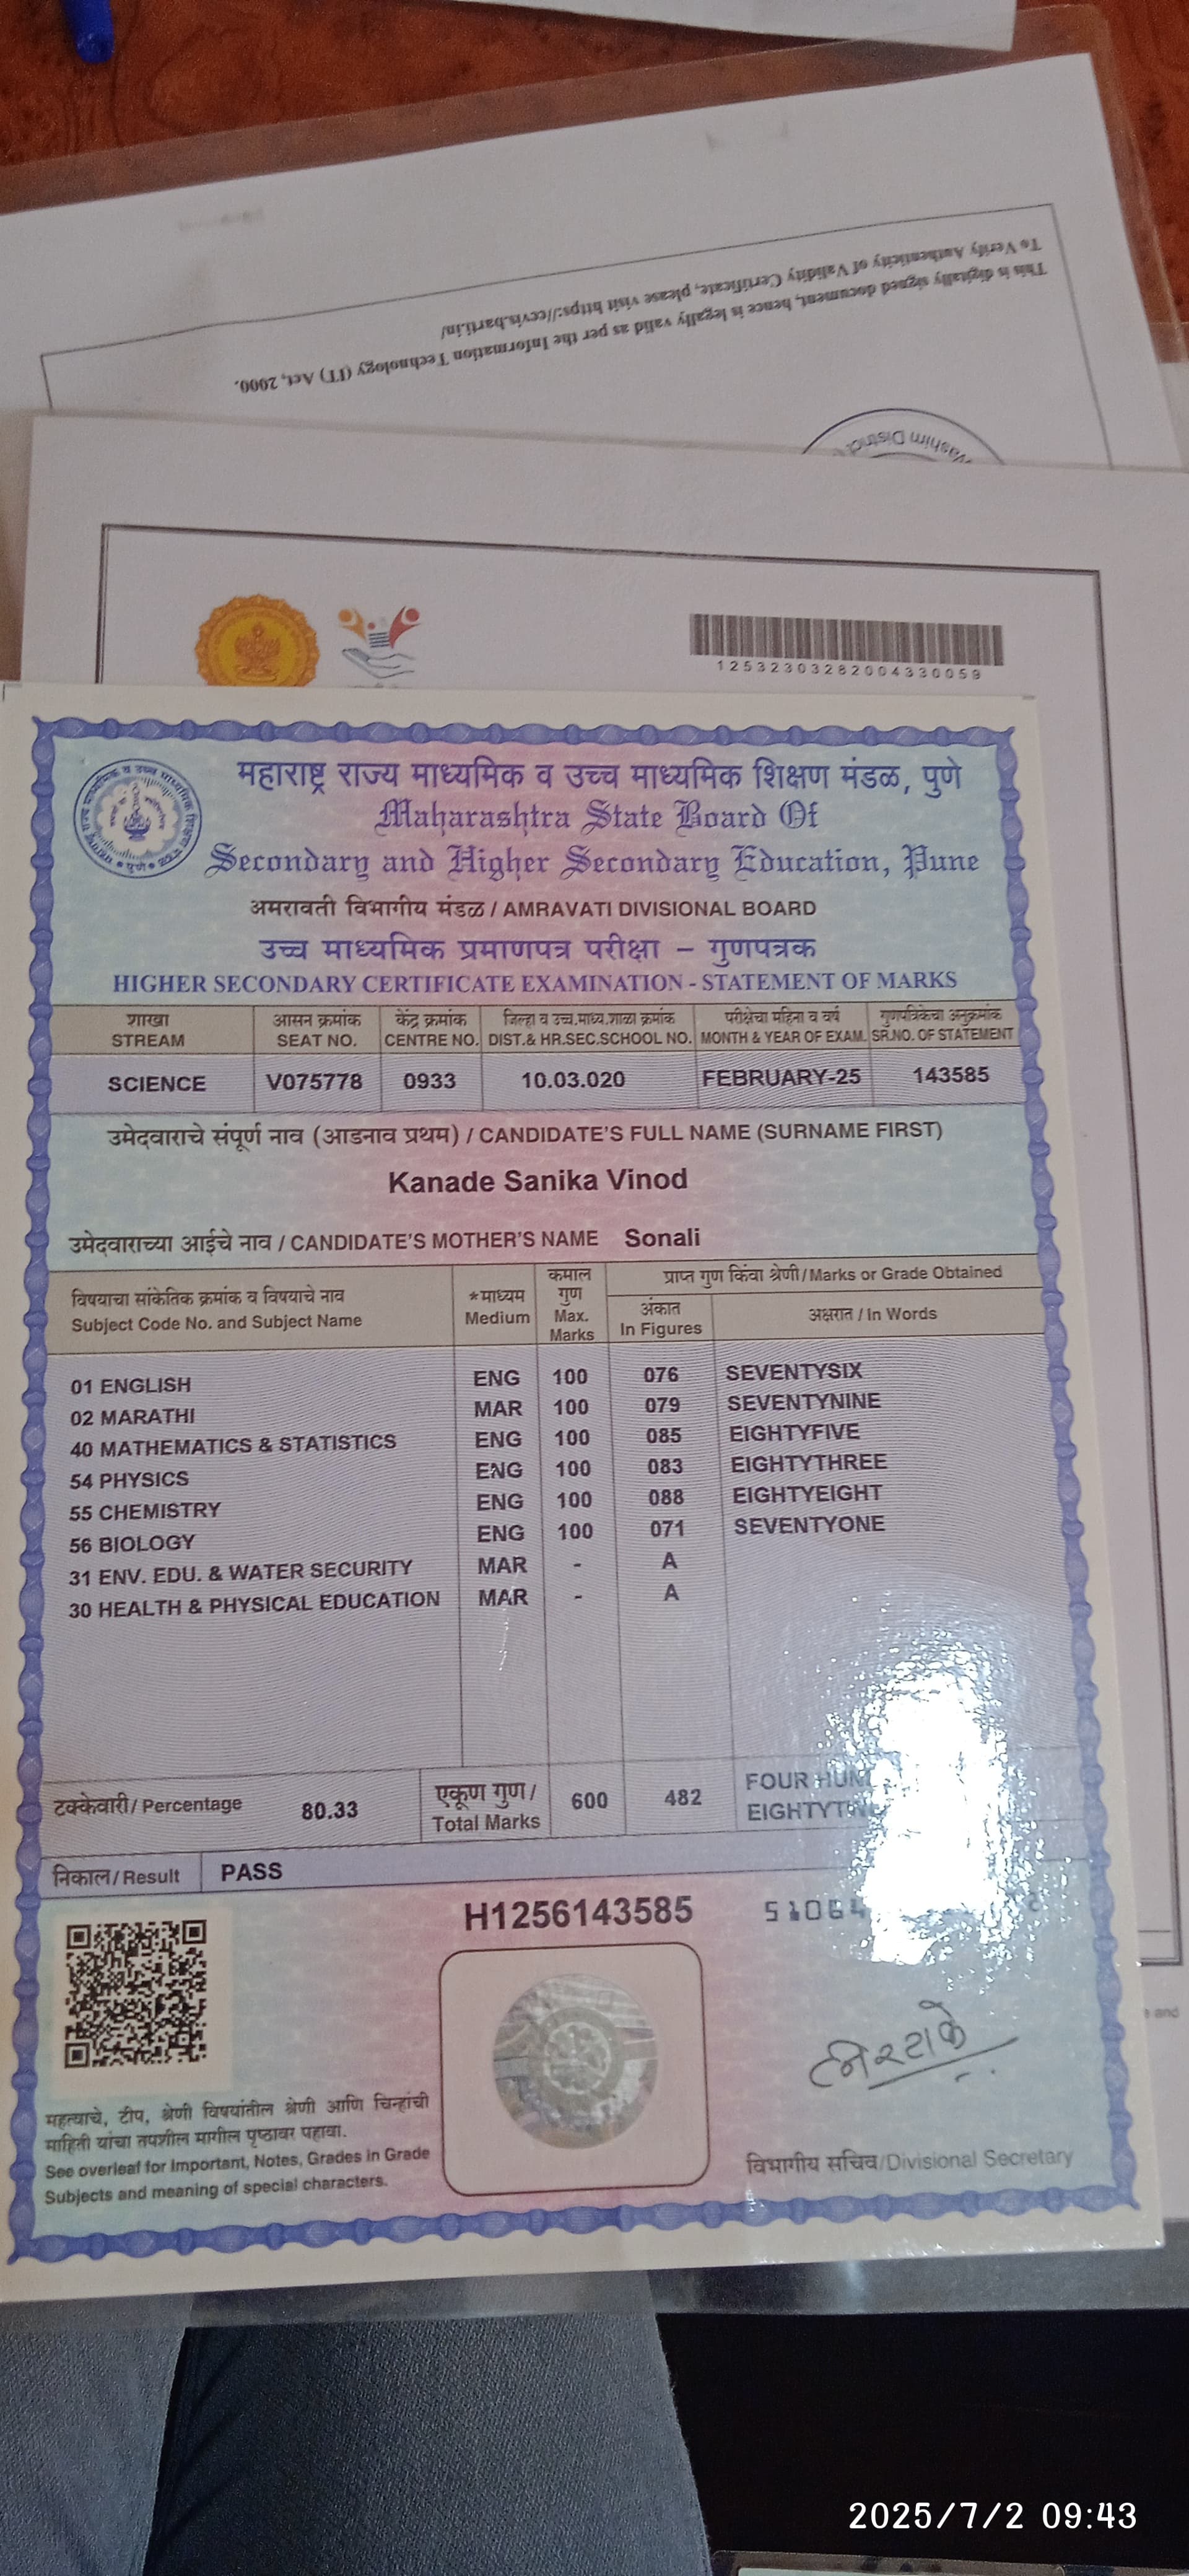 To Verify Authenticity of Validity Certificate, please visit https://ccvis.barti.in/
This is digitally signed document, hence is legally valid as per the Information Technology (IT) Act, 2000.
Washim District
12532303282004330059
महाराष्ट्र राज्य माध्यमिक व उच्च माध्यमिक शिक्षण मंडळ, पुणे
Maharashtra State Board Of
Secondary and Higher Secondary Education, Pune
अमरावती विभागीय मंडळ / AMRAVATI DIVISIONAL BOARD
उच्च माध्यमिक प्रमाणपत्र परीक्षा – गुणपत्रक
HIGHER SECONDARY CERTIFICATE EXAMINATION - STATEMENT OF MARKS
शाखा आसन क्रमांक केंद्र क्रमांक जिल्हा व उच्च.माध्य.शाळा क्रमांक परीक्षेचा महिना व वर्ष गुणपत्रिकेचा अनुक्रमांक
STREAM SEAT NO. CENTRE NO. DIST.& HR.SEC.SCHOOL NO. MONTH & YEAR OF EXAM. SR.NO. OF STATEMENT
SCIENCE V075778 0933 10.03.020 FEBRUARY-25 143585
उमेदवाराचे संपूर्ण नाव (आडनाव प्रथम) / CANDIDATE'S FULL NAME (SURNAME FIRST)
Kanade Sanika Vinod
उमेदवाराच्या आईचे नाव / CANDIDATE'S MOTHER'S NAME Sonali
विषयाचा सांकेतिक क्रमांक व विषयाचे नाव *माध्यम कमाल गुण प्राप्त गुण किंवा श्रेणी/Marks or Grade Obtained
Subject Code No. and Subject Name Medium Max. Marks अंकात In Figures अक्षरात / In Words
01 ENGLISH ENG 100 076 SEVENTYSIX
02 MARATHI MAR 100 079 SEVENTYNINE
40 MATHEMATICS & STATISTICS ENG 100 085 EIGHTYFIVE
54 PHYSICS ENG 100 083 EIGHTYTHREE
55 CHEMISTRY ENG 100 088 EIGHTYEIGHT
56 BIOLOGY ENG 100 071 SEVENTYONE
31 ENV. EDU. & WATER SECURITY MAR - A
30 HEALTH & PHYSICAL EDUCATION MAR - A
टक्केवारी/ Percentage 80.33 एकूण गुण/ Total Marks 600 482 FOUR
निकाल/Result PASS
H1256143585
महत्वाचे, टीप, श्रेणी विषयांतील श्रेणी आणि चिन्हांची
माहिती यांचा तपशील मागील पृष्ठावर पहावा.
See overleaf for Important, Notes, Grades in Grade
Subjects and meaning of special characters.
विभागीय सचिव/Divisional Secretary
2025/7/2 09:43